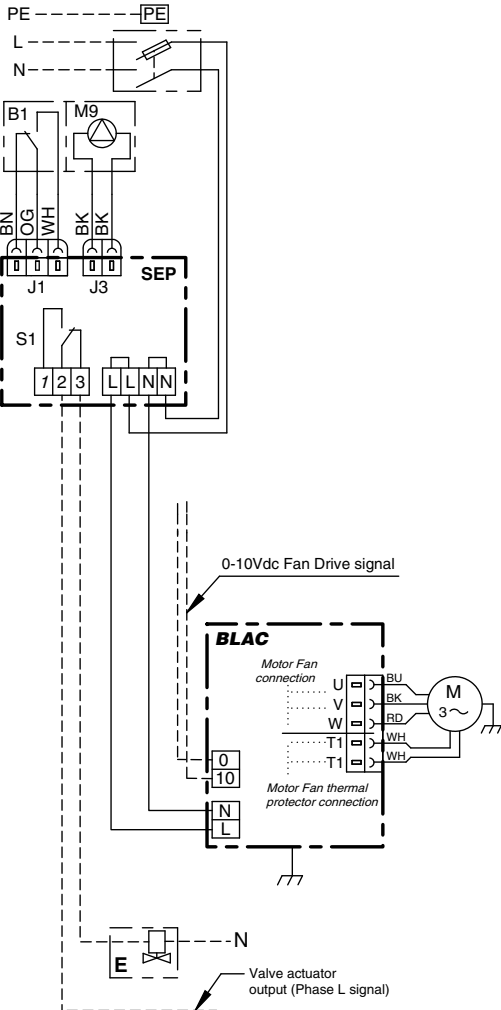 PE PE
L
N
B1 M9
BN OG WH BK BK
SEP
J1 J3
S1
1 2 3 L L N N
0-10Vdc Fan Drive signal
BLAC
Motor Fan
connection
U BU
V BK
W RD
T1 WH
T1 WH
M
3~
Motor Fan thermal
protector connection
0
10
N
L
E
N
Valve actuator
output (Phase L signal)